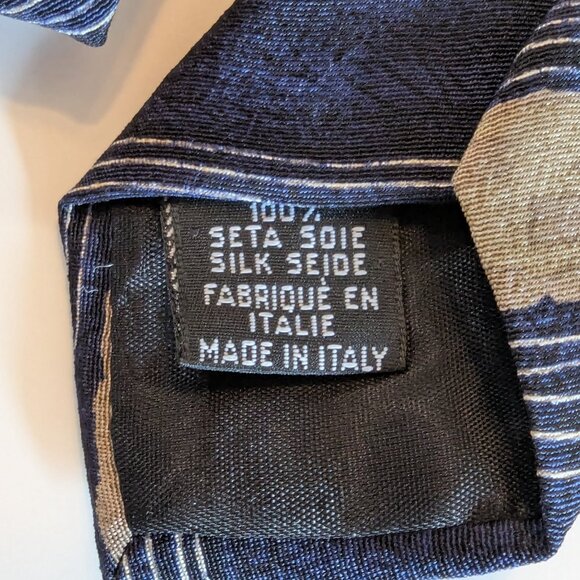 100%
SETA SOIE
SILK SEIDE
FABRIQUÉ EN
ITALIE
MADE IN ITALY